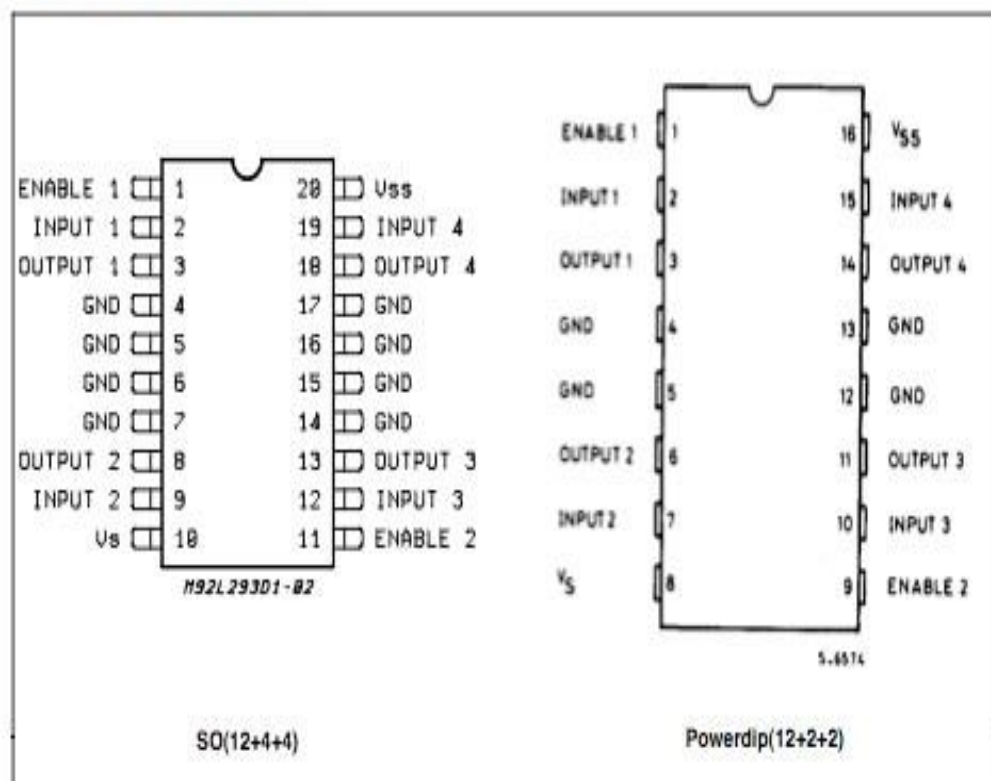 ENABLE 1 1 20 Vss
INPUT 1 2 19 INPUT 4
OUTPUT 1 3 18 OUTPUT 4
GND 4 17 GND
GND 5 16 GND
GND 6 15 GND
GND 7 14 GND
OUTPUT 2 8 13 OUTPUT 3
INPUT 2 9 12 INPUT 3
Vs 10 11 ENABLE 2
M92L293D1-02
SO(12+4+4)
ENABLE 1 1 16 VSS
INPUT 1 2 15 INPUT 4
OUTPUT 1 3 14 OUTPUT 4
GND 4 13 GND
GND 5 12 GND
OUTPUT 2 6 11 OUTPUT 3
INPUT 2 7 10 INPUT 3
VS 8 9 ENABLE 2
5.6574
Powerdip(12+2+2)